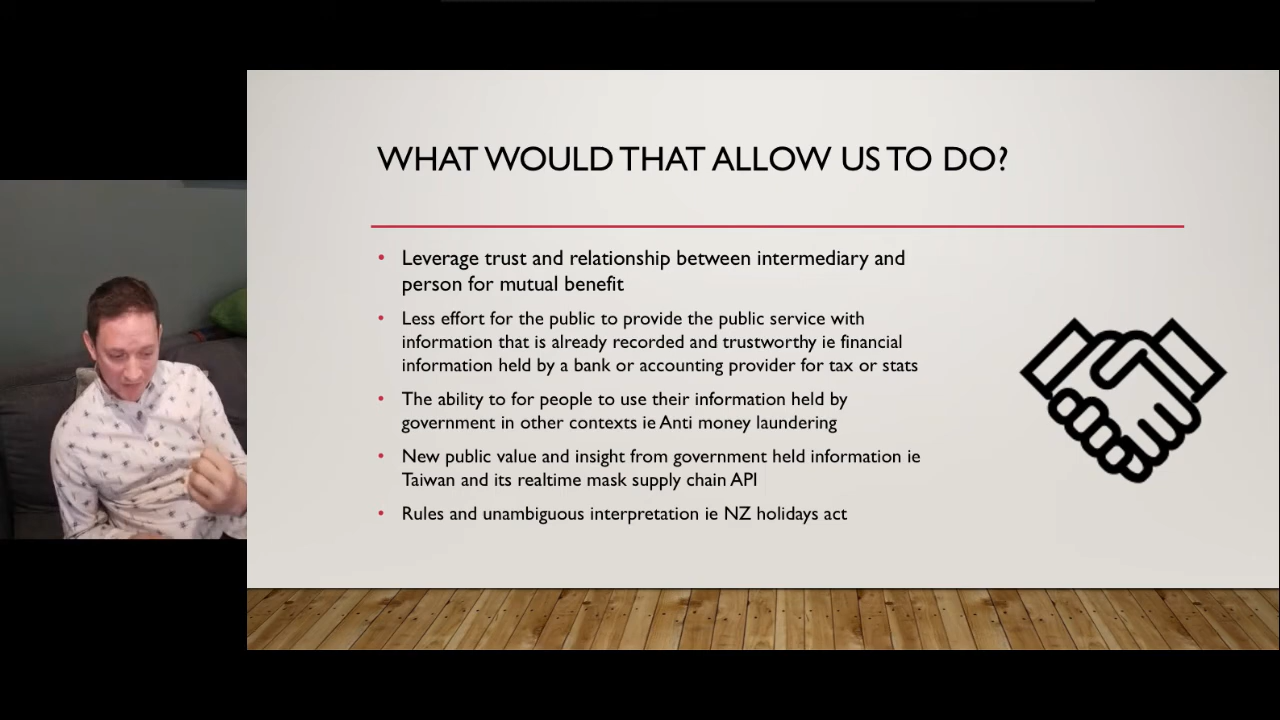 WHAT WOULD THAT ALLOW US TO DO?
• Leverage trust and relationship between intermediary and
person for mutual benefit
• Less effort for the public to provide the public service with
information that is already recorded and trustworthy ie financial
information held by a bank or accounting provider for tax or stats
• The ability to for people to use their information held by
government in other contexts ie Anti money laundering
• New public value and insight from government held information ie
Taiwan and its realtime mask supply chain API
• Rules and unambiguous interpretation ie NZ holidays act